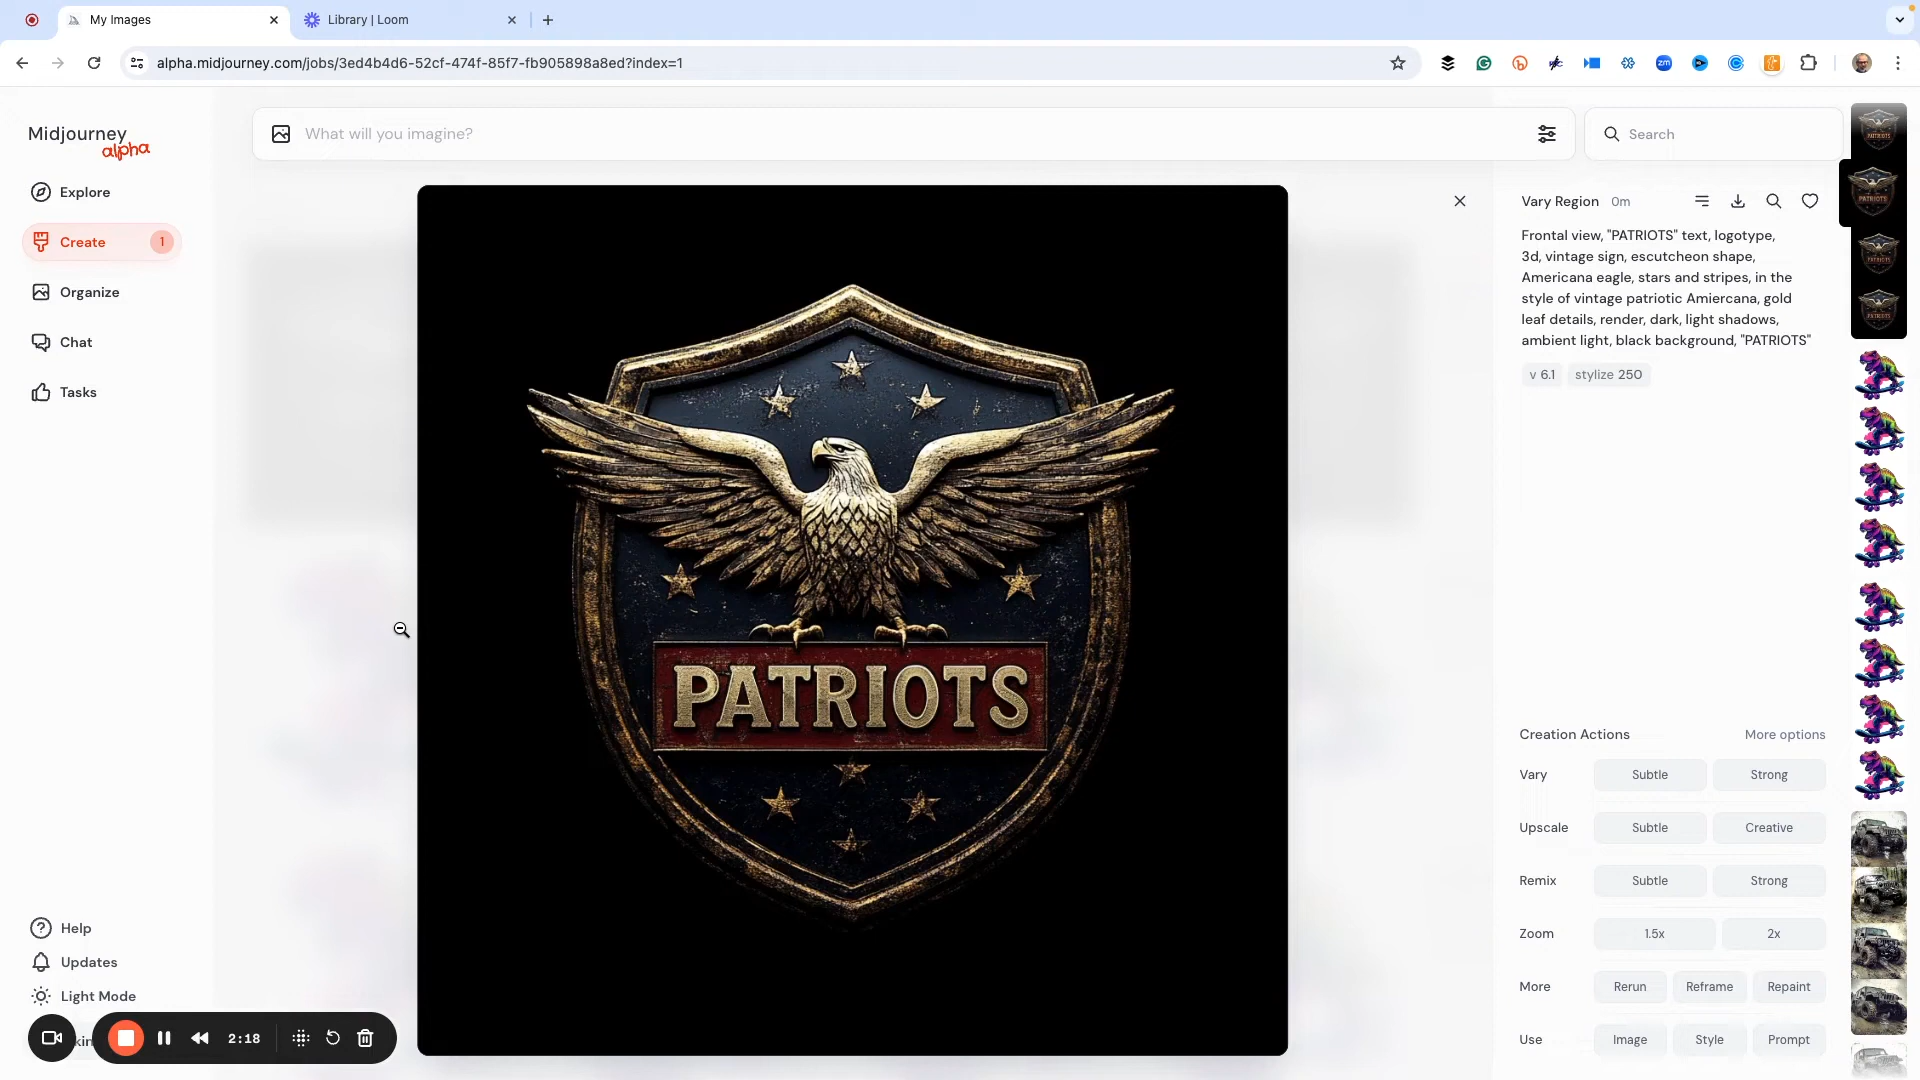 My Images
Library | Loom
alpha.midjourney.com/jobs/3ed4b4d6-52cf-474f-85f7-fb905898a8ed?index=1
zm
Midjourney
alpha
What will you imagine?
Search
Explore
Create 1
Organize
Chat
Tasks
Help
Updates
Light Mode
2:18
PATRIOTS
Vary Region 0m
Frontal view, "PATRIOTS" text, logotype,
3d, vintage sign, escutcheon shape,
Americana eagle, stars and stripes, in the
style of vintage patriotic Amiercana, gold
leaf details, render, dark, light shadows,
ambient light, black background, "PATRIOTS"
v 6.1 stylize 250
Creation Actions More options
Vary Subtle Strong
Upscale Subtle Creative
Remix Subtle Strong
Zoom 1.5x 2x
More Rerun Reframe Repaint
Use Image Style Prompt
PATRIOTS
PATRIOTS
PATRIOTS
PATRIOTS